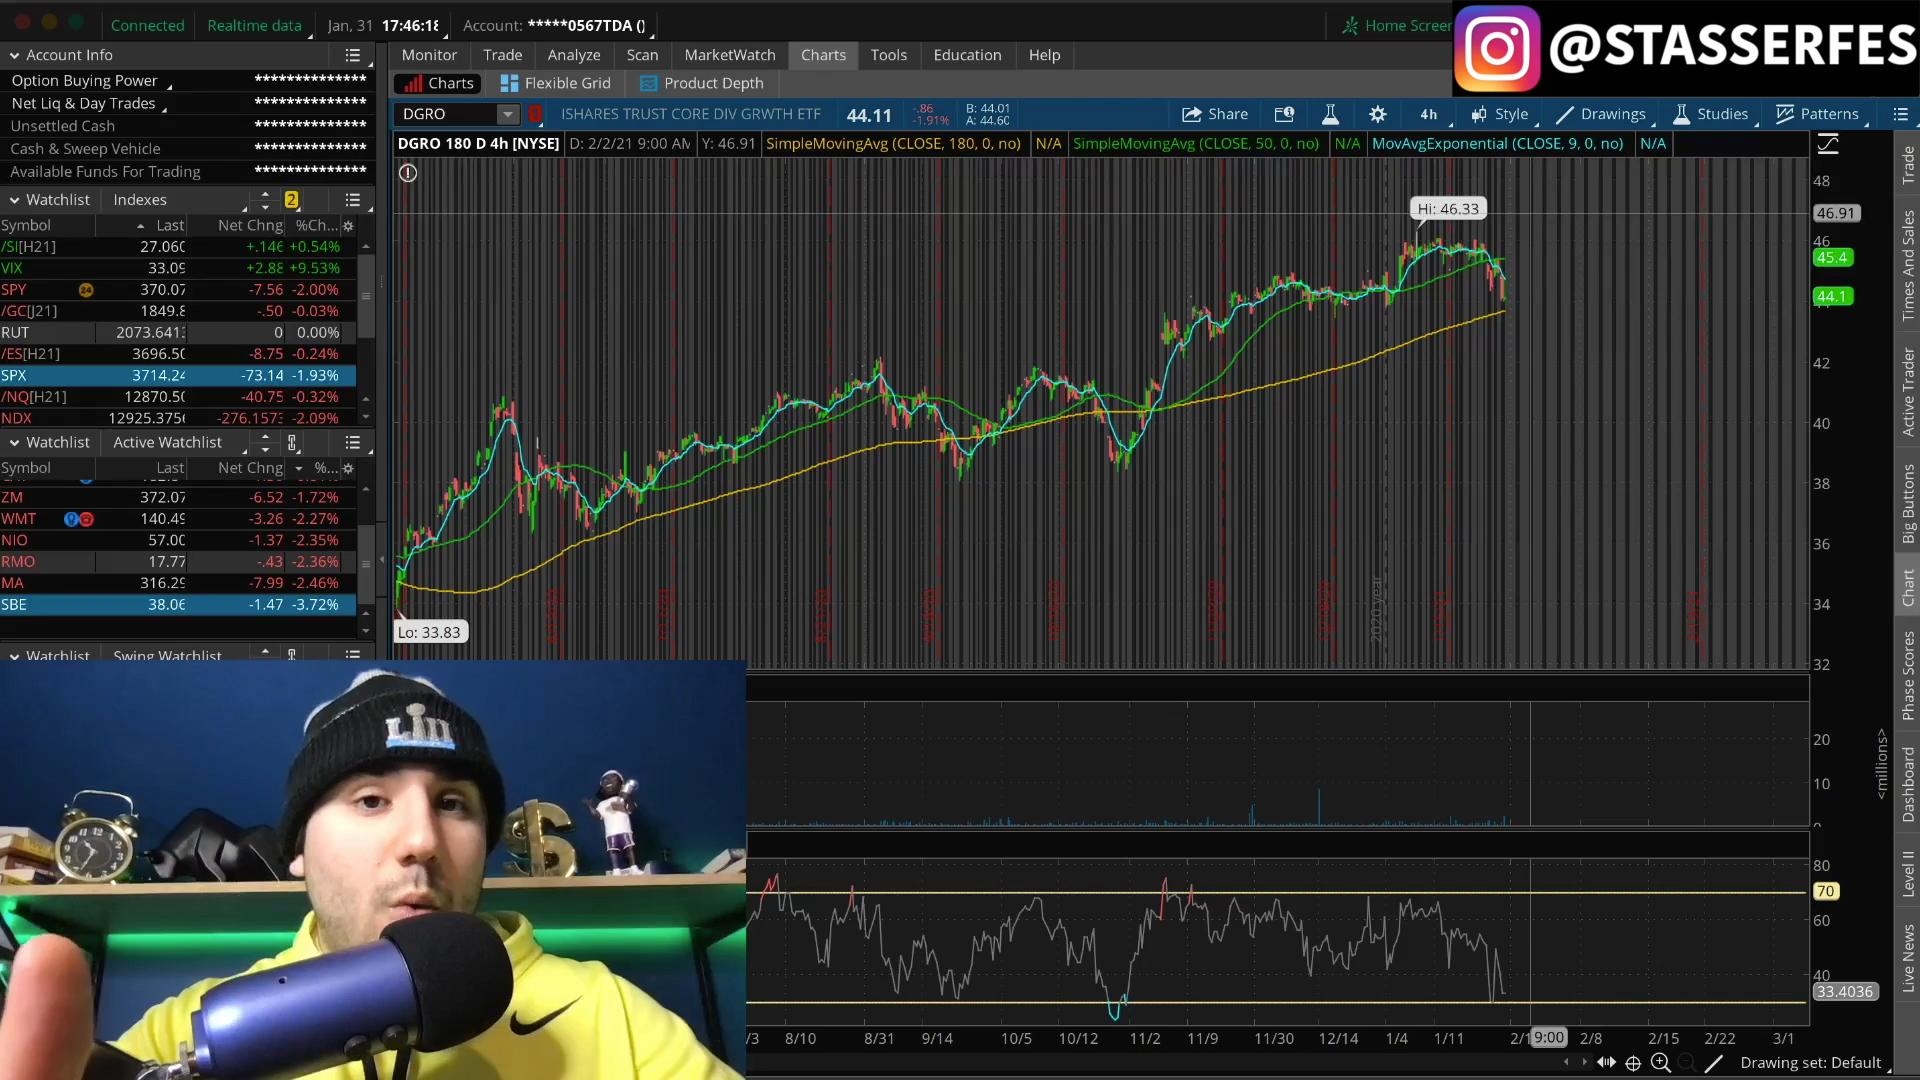 Connected Realtime data Jan, 31 17:46:18 Account: *****0567TDA () Home Screen
@STASSERFES
Account Info
Monitor Trade Analyze Scan MarketWatch Charts Tools Education Help
Option Buying Power **************
Charts Flexible Grid Product Depth
Net Liq & Day Trades **************
Unsettled Cash **************
Cash & Sweep Vehicle **************
Available Funds For Trading **************
DGRO ISHARES TRUST CORE DIV GRWTH ETF 44.11 -.86 -1.91% B: 44.01 A: 44.60 Share 4h Style Drawings Studies Patterns
DGRO 180 D 4h [NYSE] D: 2/2/21 9:00 AM Y: 46.91 SimpleMovingAvg (CLOSE, 180, 0, no) N/A SimpleMovingAvg (CLOSE, 50, 0, no) N/A MovAvgExponential (CLOSE, 9, 0, no) N/A
Watchlist Indexes 2
Symbol Last Net Chng %Ch...
/SI[H21] 27.060 +.146 +0.54%
VIX 33.09 +2.88 +9.53%
SPY 24 370.07 -7.56 -2.00%
/GC[J21] 1849.8 -.50 -0.03%
RUT 2073.641 0 0.00%
/ES[H21] 3696.50 -8.75 -0.24%
SPX 3714.24 -73.14 -1.93%
/NQ[H21] 12870.50 -40.75 -0.32%
NDX 12925.3756 -276.1573 -2.09%
Watchlist Active Watchlist
Symbol Last Net Chng %...
ZM 372.07 -6.52 -1.72%
WMT 140.49 -3.26 -2.27%
NIO 57.00 -1.37 -2.35%
RMO 17.77 -.43 -2.36%
MA 316.29 -7.99 -2.46%
SBE 38.06 -1.47 -3.72%
Watchlist Swing Watchlist
Hi: 46.33
Lo: 33.83
2020 year
48
46.91
46
45.4
44.1
42
40
38
36
34
32
20
10
0
<millions>
80
70
60
40
33.4036
/3 8/10 8/31 9/14 10/5 10/12 11/2 11/9 11/30 12/14 1/4 1/11 2/1 9:00 2/8 2/15 2/22 3/1
Drawing set: Default
Trade
Times And Sales
Active Trader
Big Buttons
Chart
Phase Scores
Dashboard
Level II
Live News
LII